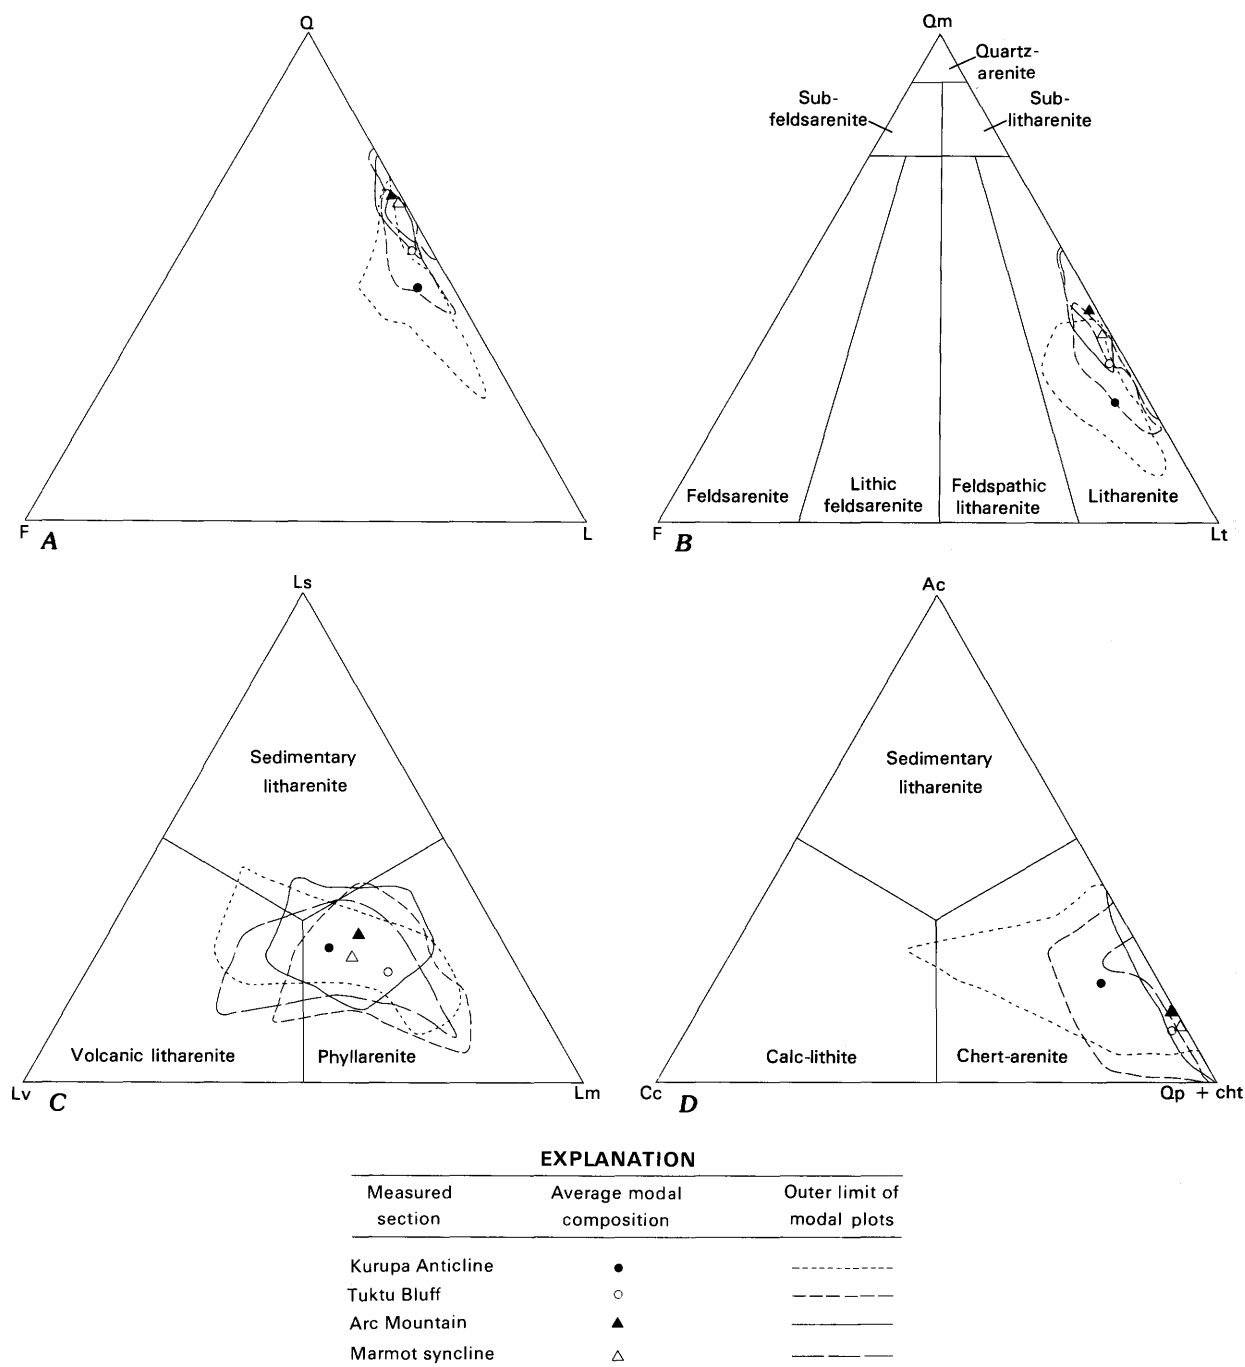 Q
F
L
A
Qm
Quartz-
arenite
Sub-
feldsarenite
Sub-
litharenite
Feldsarenite
Lithic
feldsarenite
Feldspathic
litharenite
Litharenite
F
Lt
B
Ls
Sedimentary
litharenite
Volcanic litharenite
Phyllarenite
Lv
Lm
C
Ac
Sedimentary
litharenite
Calc-lithite
Chert-arenite
Cc
Qp + cht
D
EXPLANATION
Measured
section
Average modal
composition
Outer limit of
modal plots
Kurupa Anticline
Tuktu Bluff
Arc Mountain
Marmot syncline